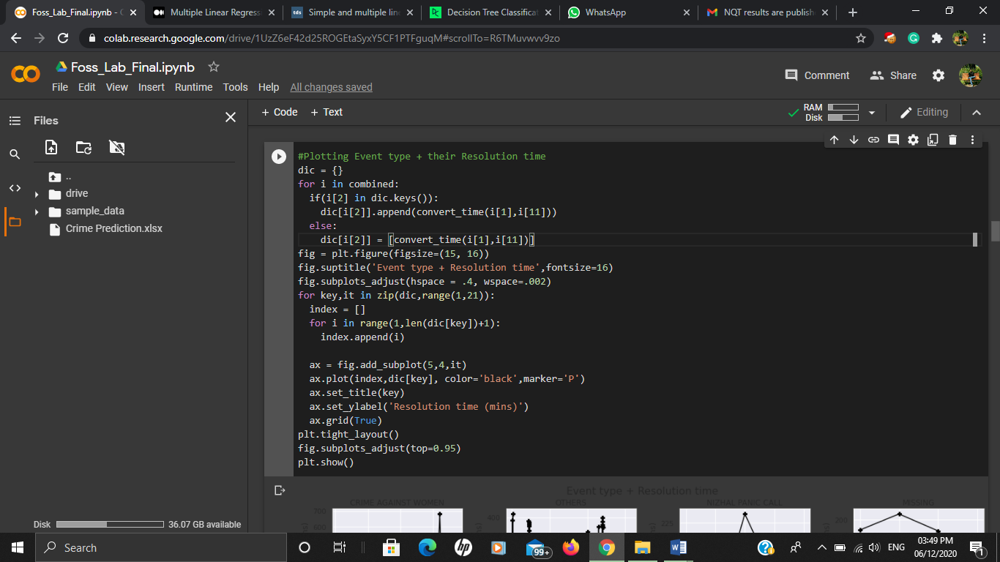 Foss_Lab_Final.ipynb - C
Multiple Linear Regress
tds
Simple and multiple line
Decision Tree Classificat
WhatsApp
NQT results are publish
colab.research.google.com/drive/1UzZ6eF42d25ROGEtaSyxY5CF1PTFguqM#scrollTo=R6TMuvwvv9zo
Foss_Lab_Final.ipynb
Comment
Share
File Edit View Insert Runtime Tools Help All changes saved
Files
+ Code + Text
RAM
Disk
Editing
..
drive
sample_data
Crime Prediction.xlsx
Disk
36.07 GB available
#Plotting Event type + their Resolution time
dic = {}
for i in combined:
  if(i[2] in dic.keys()):
    dic[i[2]].append(convert_time(i[1],i[11]))
  else:
    dic[i[2]] = [convert_time(i[1],i[11])]
fig = plt.figure(figsize=(15, 16))
fig.suptitle('Event type + Resolution time',fontsize=16)
fig.subplots_adjust(hspace = .4, wspace=.002)
for key,it in zip(dic,range(1,21)):
  index = []
  for i in range(1,len(dic[key])+1):
    index.append(i)
  ax = fig.add_subplot(5,4,it)
  ax.plot(index,dic[key], color='black',marker='P')
  ax.set_title(key)
  ax.set_ylabel('Resolution time (mins)')
  ax.grid(True)
plt.tight_layout()
fig.subplots_adjust(top=0.95)
plt.show()
Event type + Resolution time
CRIME AGAINST WOMEN
OTHERS
NIZHAL PANIC CALL
MISSING
700
600
400
225
200
Search
hp
99+
ENG
03:49 PM
06/12/2020
1